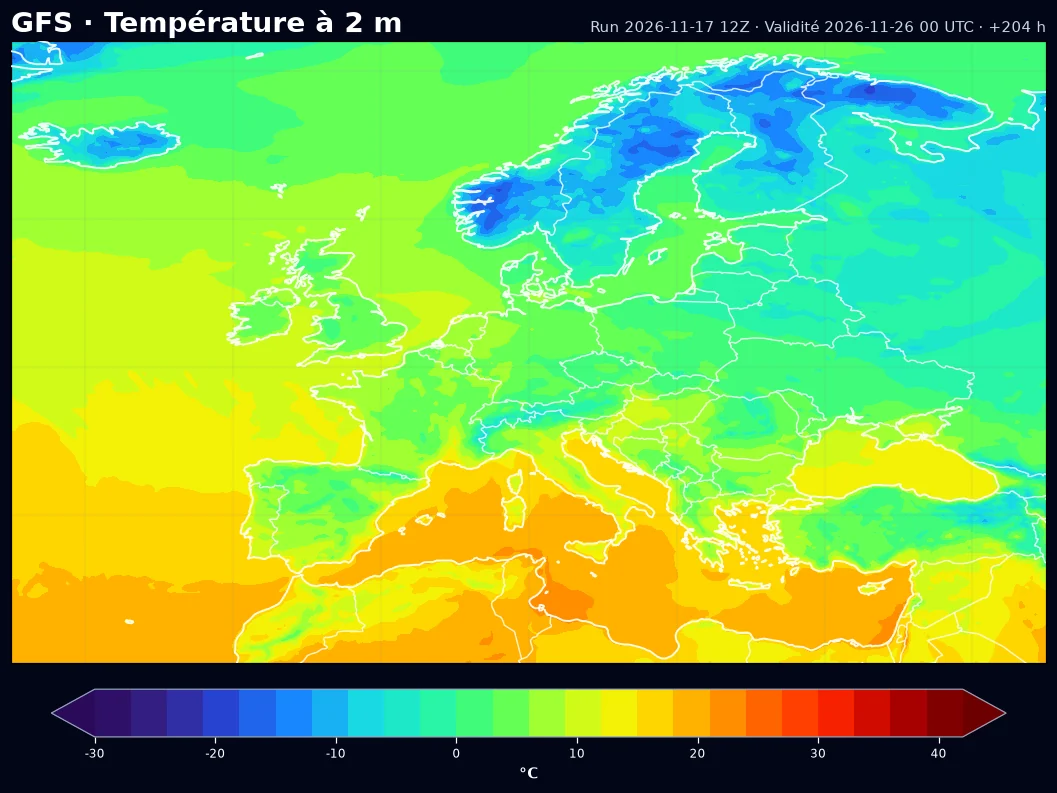 GFS · Température à 2 m
Run 2026-11-17 12Z · Validité 2026-11-26 00 UTC · +204 h
-30 -20 -10 0 10 20 30 40
°C